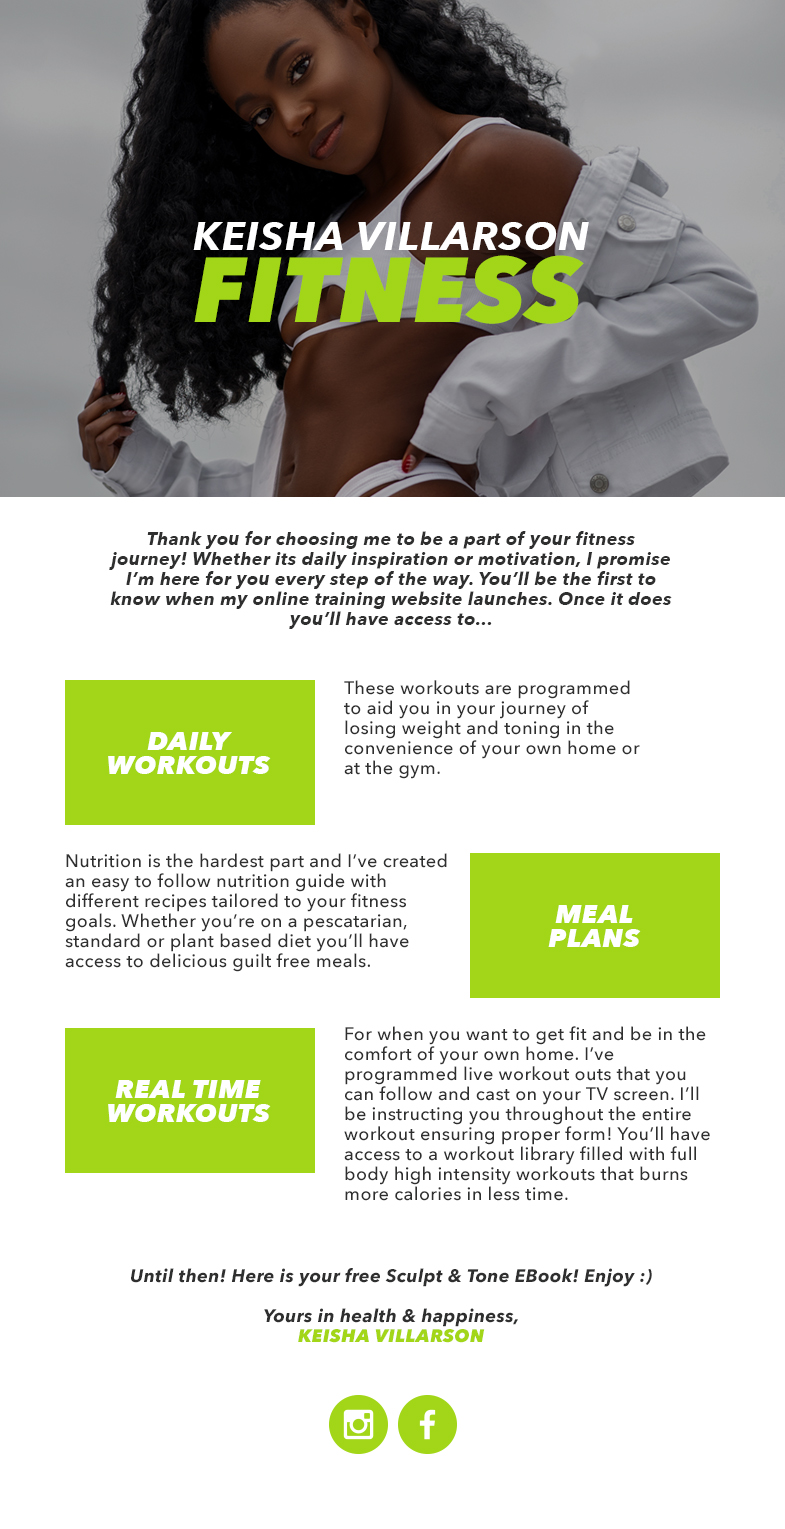 KEISHA VILLARSON
FITNESS
Thank you for choosing me to be a part of your fitness
journey! Whether its daily inspiration or motivation, I promise
I’m here for you every step of the way. You’ll be the first to
know when my online training website launches. Once it does
you’ll have access to...
DAILY
WORKOUTS
These workouts are programmed
to aid you in your journey of
losing weight and toning in the
convenience of your own home or
at the gym.
Nutrition is the hardest part and I’ve created
an easy to follow nutrition guide with
different recipes tailored to your fitness
goals. Whether you’re on a pescatarian,
standard or plant based diet you’ll have
access to delicious guilt free meals.
MEAL
PLANS
REAL TIME
WORKOUTS
For when you want to get fit and be in the
comfort of your own home. I’ve
programmed live workout outs that you
can follow and cast on your TV screen. I’ll
be instructing you throughout the entire
workout ensuring proper form! You’ll have
access to a workout library filled with full
body high intensity workouts that burns
more calories in less time.
Until then! Here is your free Sculpt & Tone EBook! Enjoy :)
Yours in health & happiness,
KEISHA VILLARSON